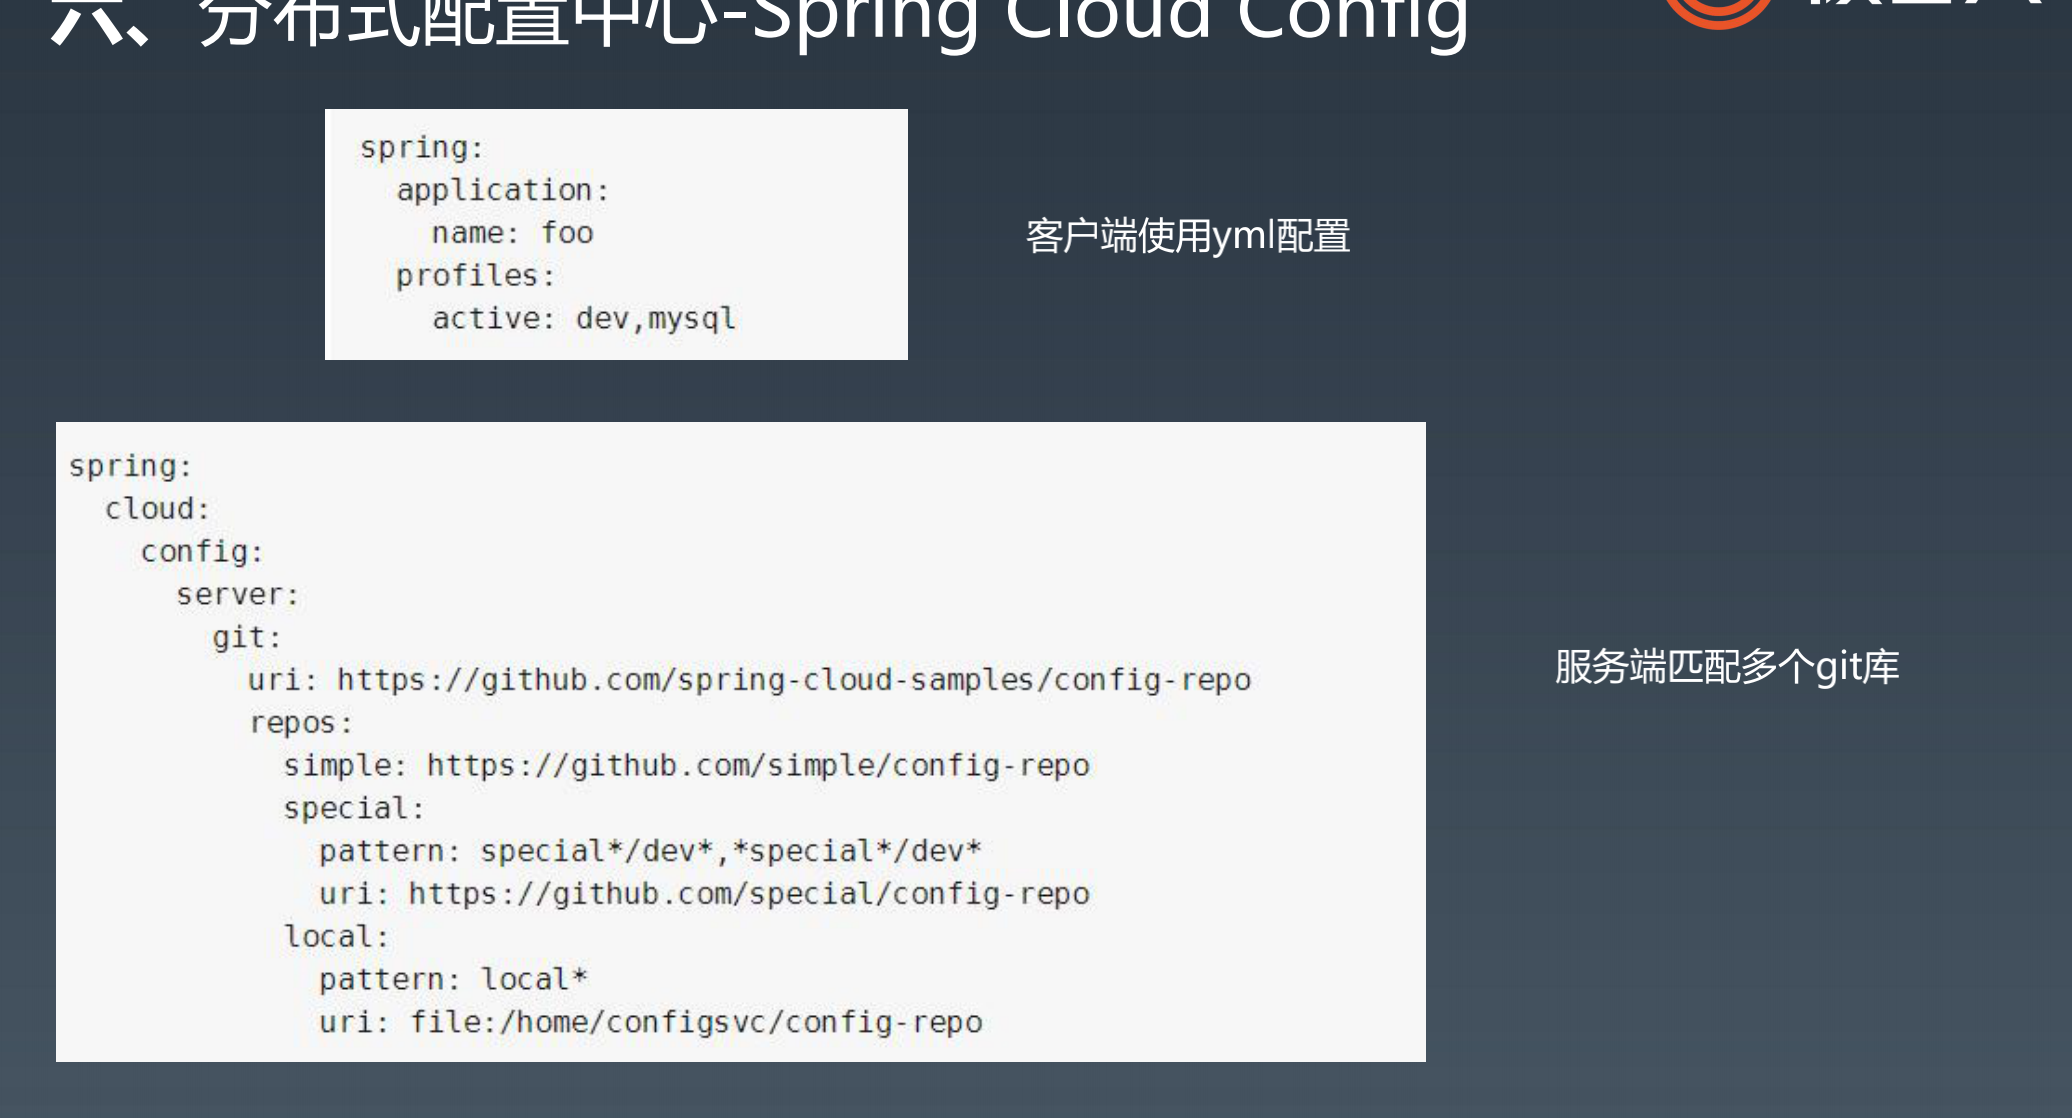 六、分布式配置中心-Spring Cloud Config
spring:
  application:
    name: foo
  profiles:
    active: dev,mysql
客户端使用yml配置
spring:
  cloud:
    config:
      server:
        git:
          uri: https://github.com/spring-cloud-samples/config-repo
          repos:
            simple: https://github.com/simple/config-repo
            special:
              pattern: special*/dev*,*special*/dev*
              uri: https://github.com/special/config-repo
            local:
              pattern: local*
              uri: file:/home/configsvc/config-repo
服务端匹配多个git库